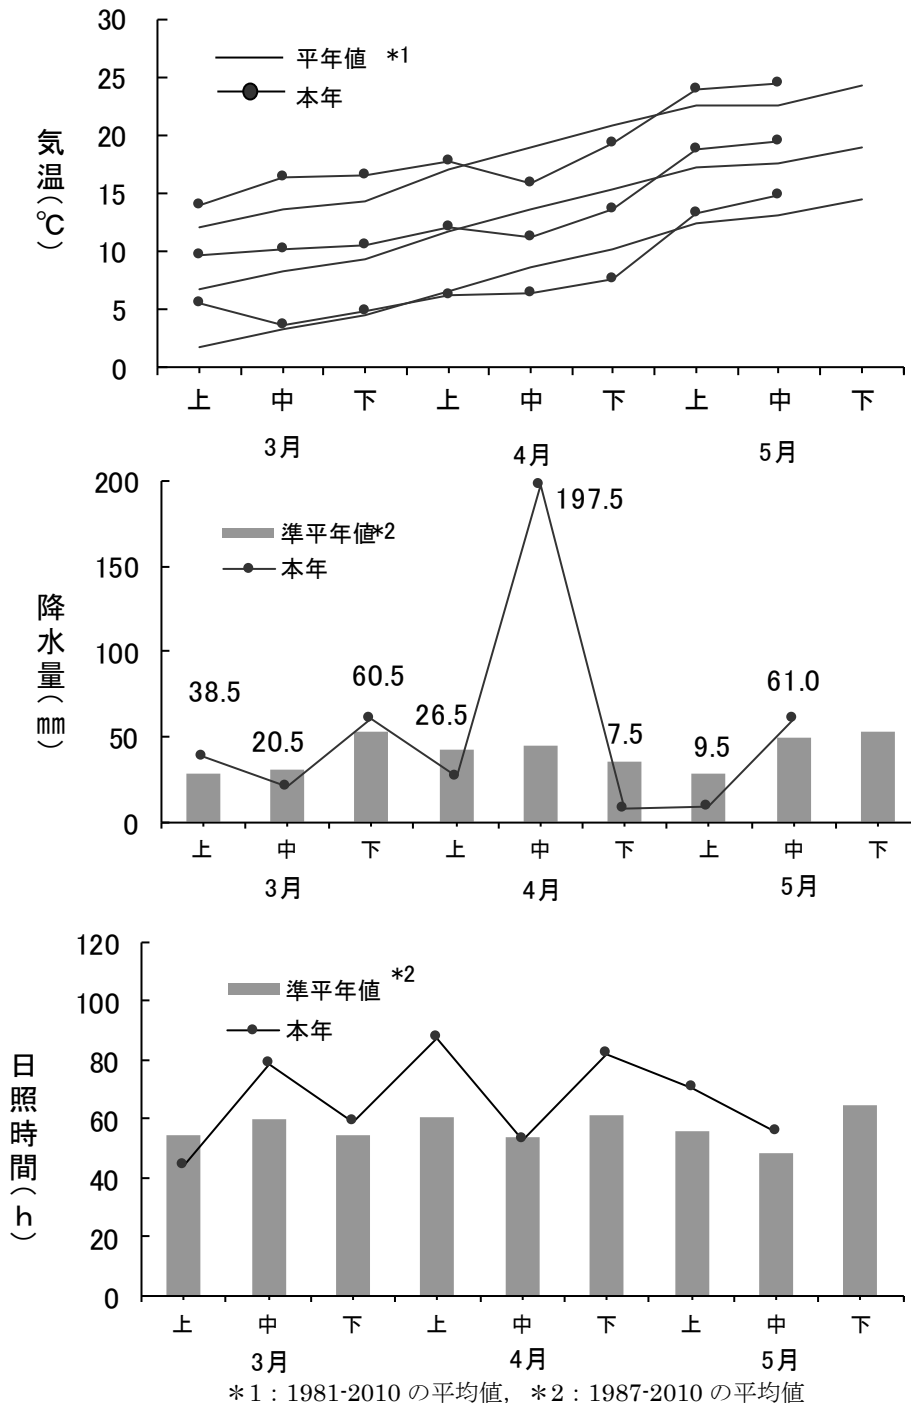 30
25
20
15
10
5
0
気温(℃)
平年値 *1
本年
上 中 下 上 中 下 上 中 下
3月 4月 5月
200
150
100
50
0
降水量(㎜)
準平年値*2
本年
38.5
20.5
60.5
26.5
197.5
7.5
9.5
61.0
上 中 下 上 中 下 上 中 下
3月 4月 5月
120
100
80
60
40
20
0
日照時間(h)
準平年値 *2
本年
上 中 下 上 中 下 上 中 下
3月 4月 5月
*1:1981-2010 の平均値, *2:1987-2010 の平均値